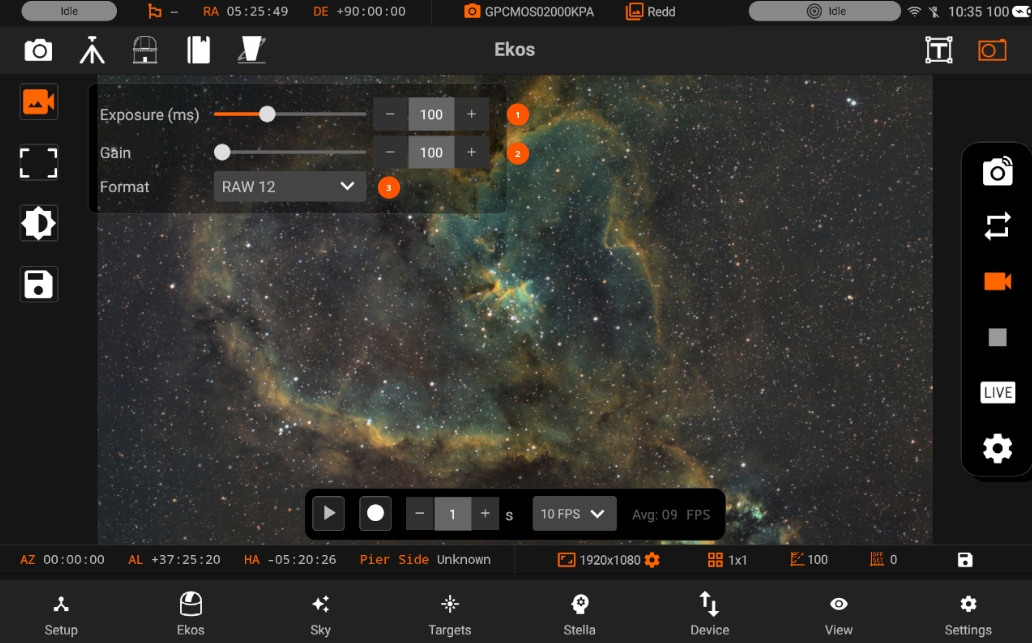 Idle – RA 05:25:49 DE +90:00:00 GPCMOS02000KPA Redd Idle 10:35 100
Ekos
Exposure (ms) − 100 + 1
Gain − 100 + 2
Format RAW 12 3
LIVE
− 1 + s 10 FPS Avg: 09 FPS
AZ 00:00:00 AL +37:25:20 HA -05:20:26 Pier Side Unknown 1920x1080 1x1 100 OFF SET 0
Setup Ekos Sky Targets Stella Device View Settings